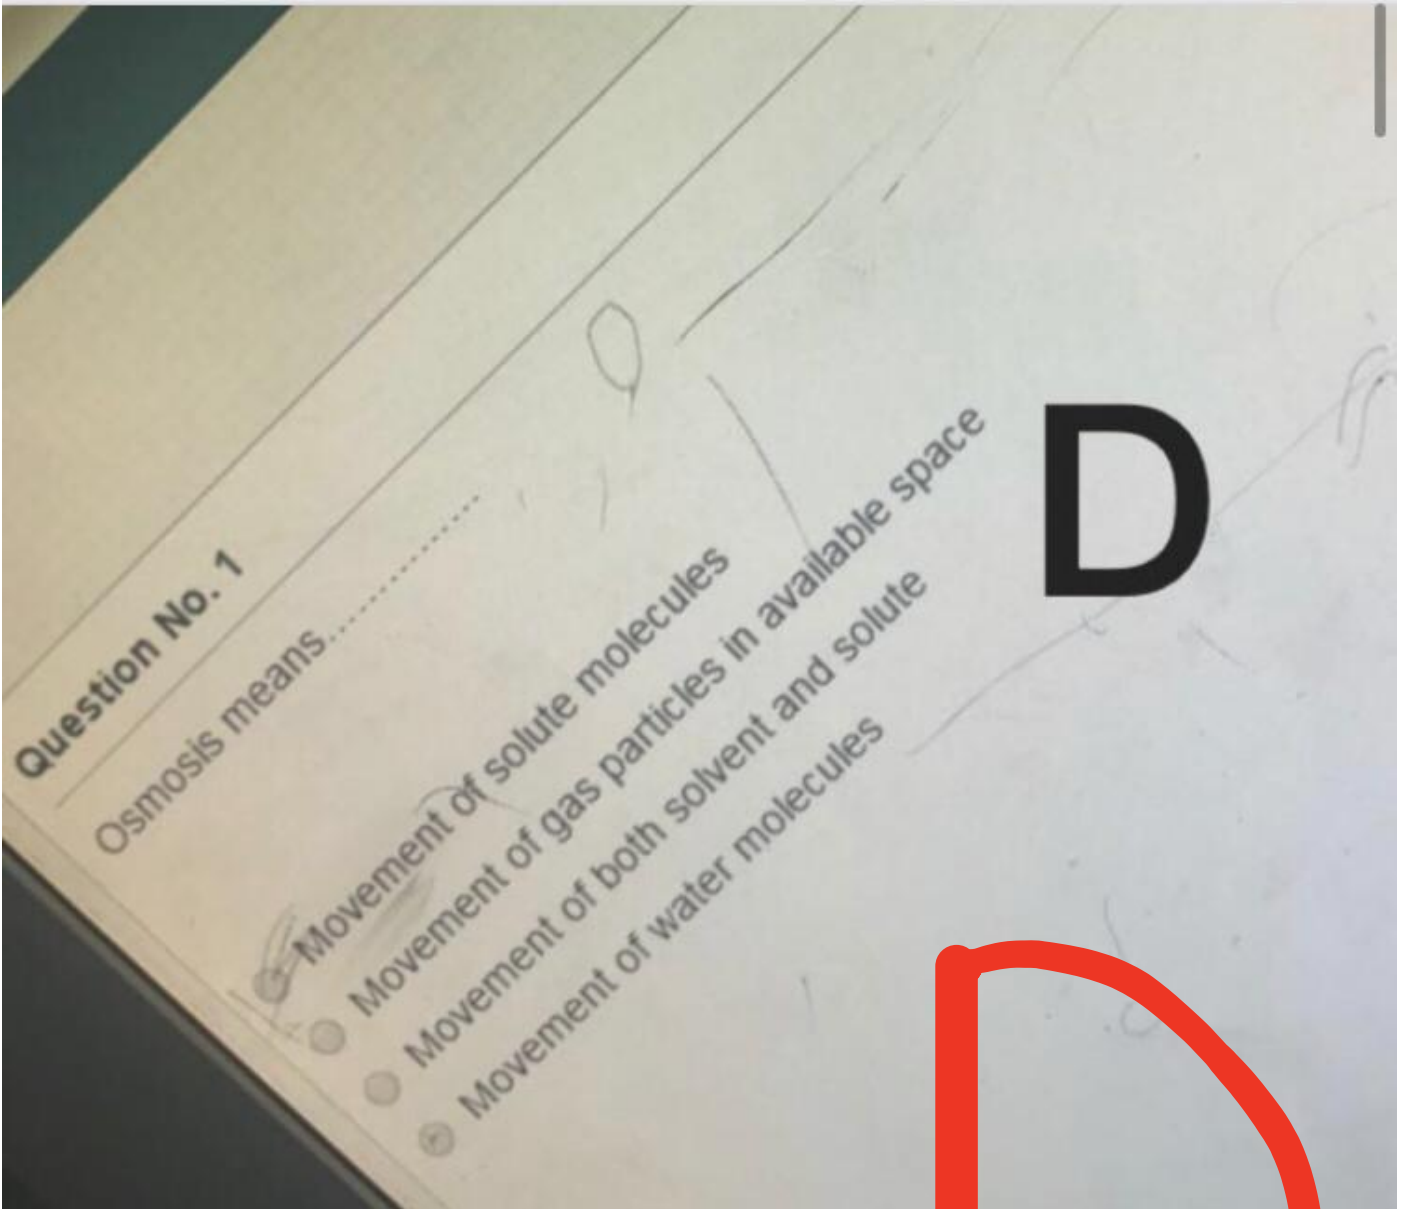 Question No. 1
Osmosis means....................
Movement of solute molecules
Movement of gas particles in available space
Movement of both solvent and solute
Movement of water molecules
D
D